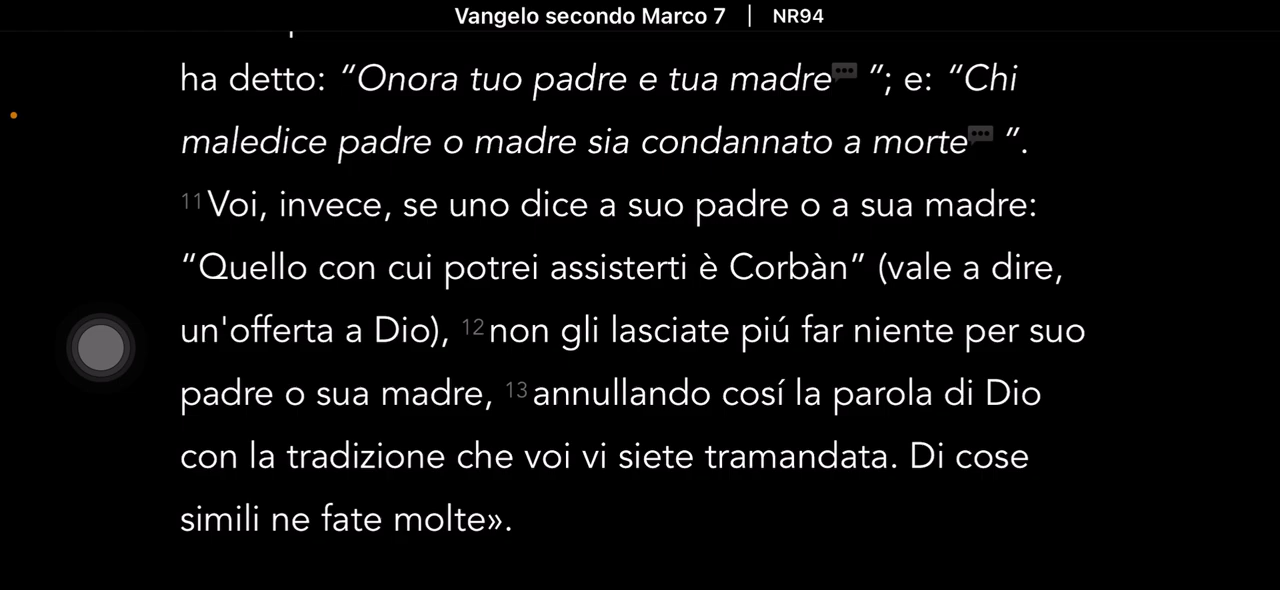 Vangelo secondo Marco 7 | NR94
ha detto: “Onora tuo padre e tua madre ”; e: “Chi
maledice padre o madre sia condannato a morte ”.
11 Voi, invece, se uno dice a suo padre o a sua madre:
“Quello con cui potrei assisterti è Corbàn” (vale a dire,
un'offerta a Dio), 12 non gli lasciate piú far niente per suo
padre o sua madre, 13 annullando cosí la parola di Dio
con la tradizione che voi vi siete tramandata. Di cose
simili ne fate molte».